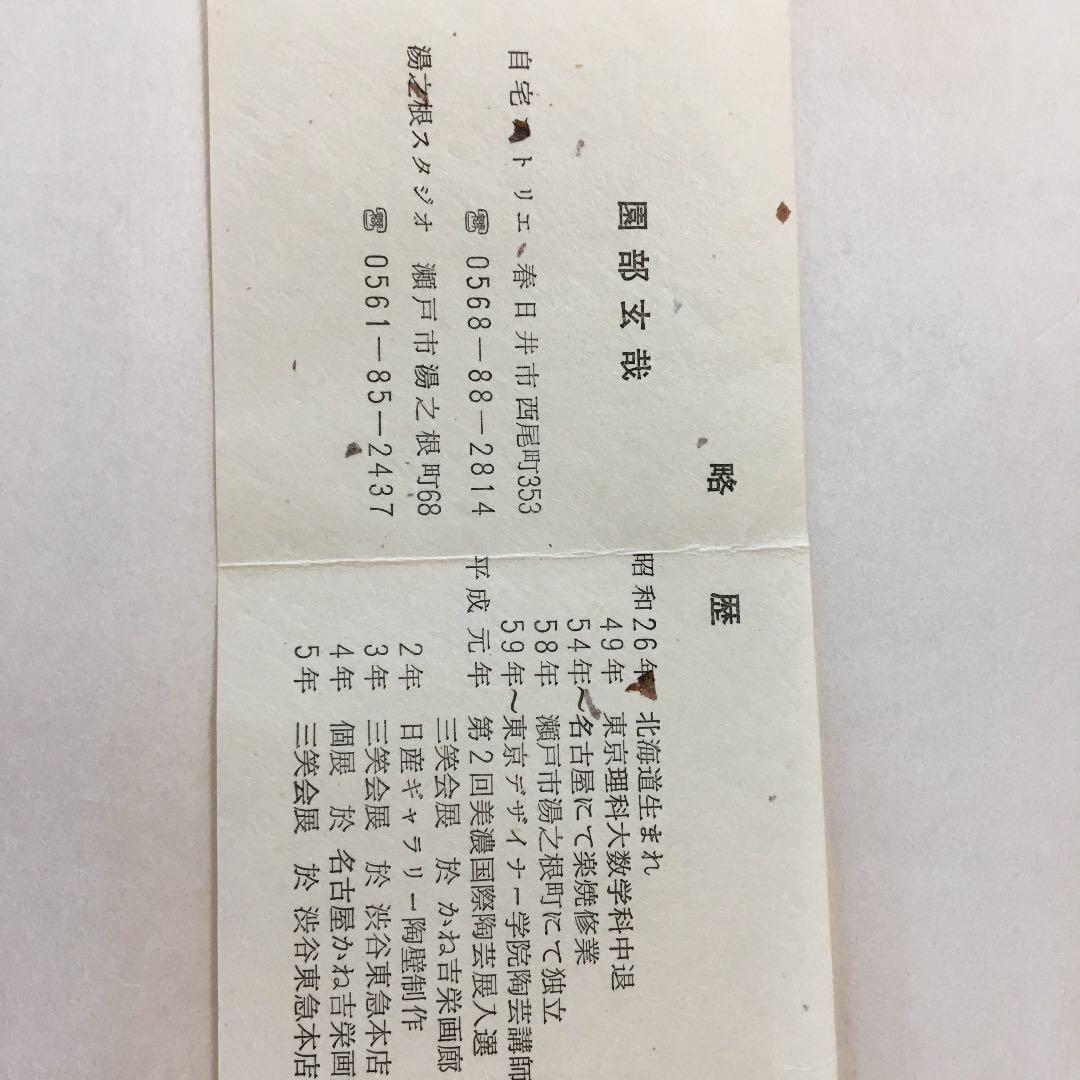 略歴
園部玄哉
昭和26年 北海道生まれ
49年 東京理科大数学科中退
54年〜名古屋にて楽焼修業
58年 瀬戸市湯之根町にて独立
59年〜東京デザイナー学院陶芸講師
平成元年 第2回美濃国際陶芸展入選
三笑会展 於 かね吉栄画廊
2年 日産ギャラリー陶壁制作
3年 三笑会展 於 渋谷東急本店
4年 個展 於 名古屋かね吉栄画
5年 三笑会展 於 渋谷東急本店
自宅アトリエ 春日井市西尾町353
☎ 0568-88-2814
湯之根スタジオ 瀬戸市湯之根町68
☎ 0561-85-2437